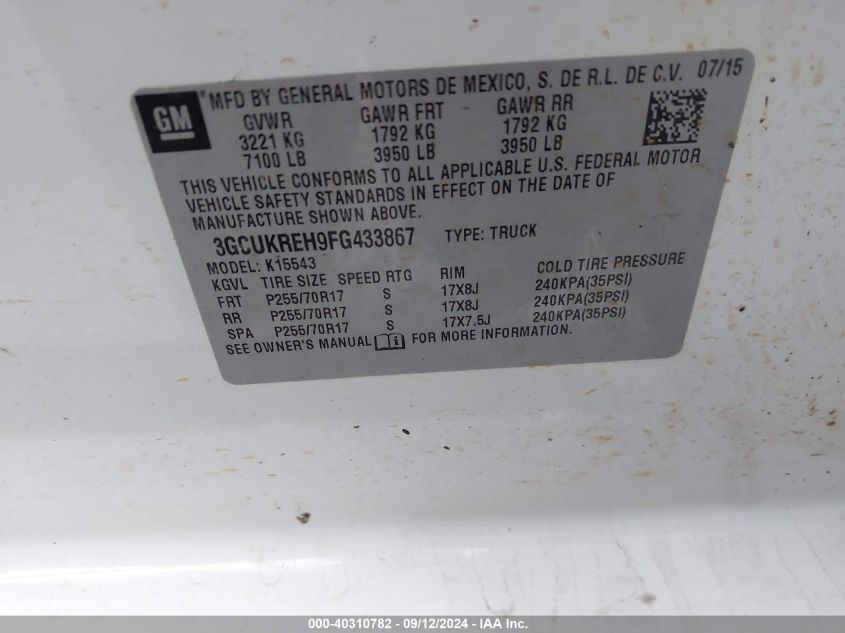 GM
MFD BY GENERAL MOTORS DE MEXICO, S. DE R.L. DE C.V. 07/15
GVWR GAWR FRT GAWR RR
3221 KG 1792 KG 1792 KG
7100 LB 3950 LB 3950 LB
THIS VEHICLE CONFORMS TO ALL APPLICABLE U.S. FEDERAL MOTOR
VEHICLE SAFETY STANDARDS IN EFFECT ON THE DATE OF
MANUFACTURE SHOWN ABOVE.
3GCUKREH9FG433867 TYPE: TRUCK
MODEL: K15543
KGVL TIRE SIZE SPEED RTG RIM COLD TIRE PRESSURE
FRT P255/70R17 S 17X8J 240KPA(35PSI)
RR P255/70R17 S 17X8J 240KPA(35PSI)
SPA P255/70R17 S 17X7.5J 240KPA(35PSI)
SEE OWNER'S MANUAL FOR MORE INFORMATION.
000-40310782 - 09/12/2024 - IAA Inc.